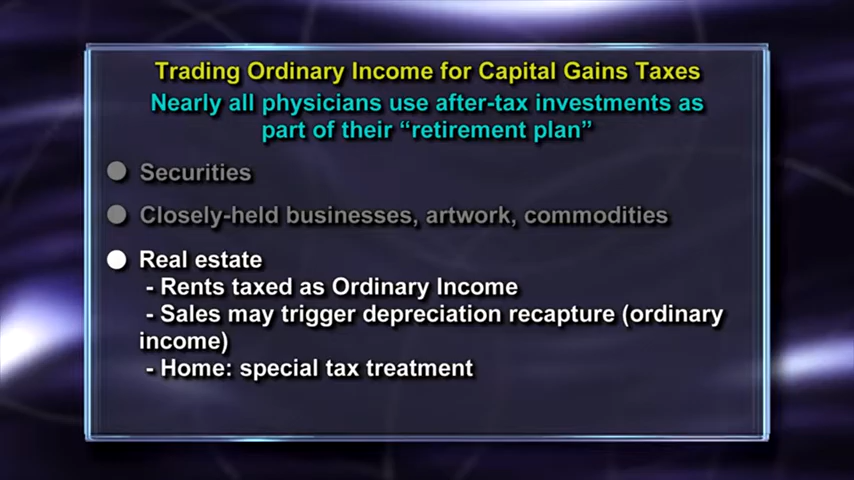 Trading Ordinary Income for Capital Gains Taxes
Nearly all physicians use after-tax investments as
part of their “retirement plan”
Securities
Closely-held businesses, artwork, commodities
Real estate
- Rents taxed as Ordinary Income
- Sales may trigger depreciation recapture (ordinary
income)
- Home: special tax treatment